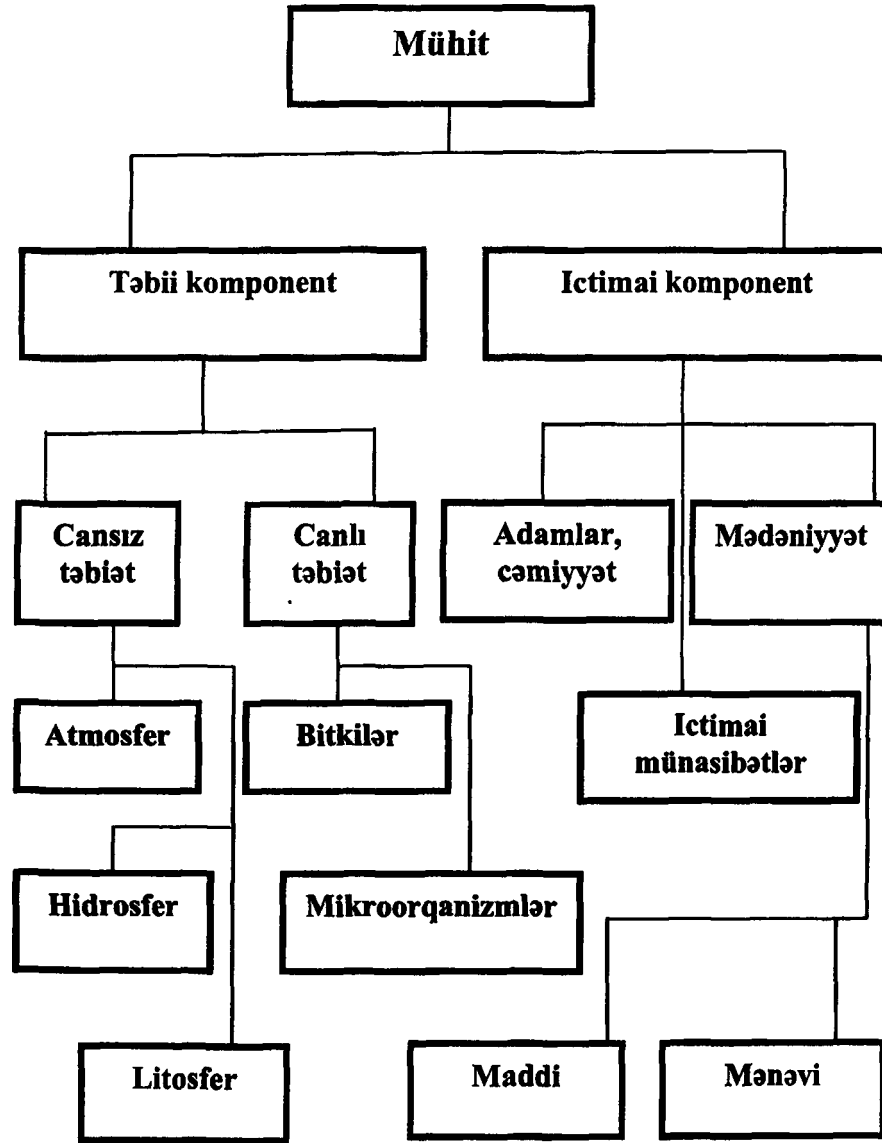 Mühit
Təbii komponent
Ictimai komponent
Cansız
təbiət
Canlı
təbiət
Adamlar,
cəmiyyət
Mədəniyyət
Atmosfer
Bitkilər
Ictimai
münasibətlər
Hidrosfer
Mikroorqanizmlər
Litosfer
Maddi
Mənəvi